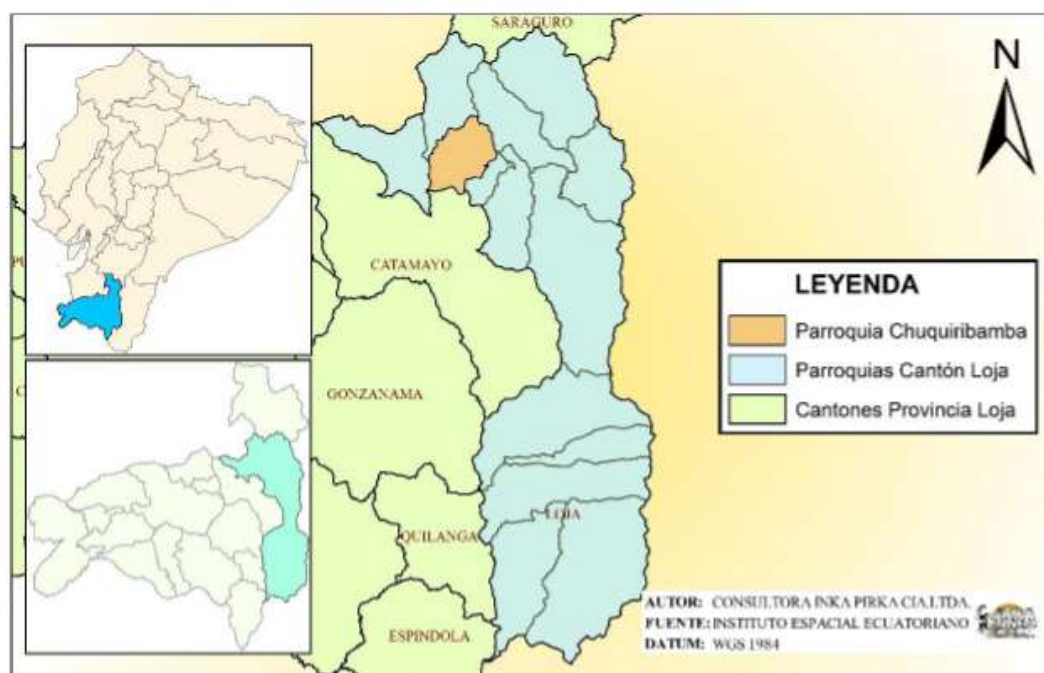 SARAGURO
N
CATAMAYO
GONZANAMA
QUILANGA
LOJA
ESPINDOLA
LEYENDA
Parroquia Chuquiribamba
Parroquias Cantón Loja
Cantones Provincia Loja
AUTOR: CONSULTORA INKA PIRKA CIA.LTDA.
FUENTE: INSTITUTO ESPACIAL ECUATORIANO
DATUM: WGS 1984